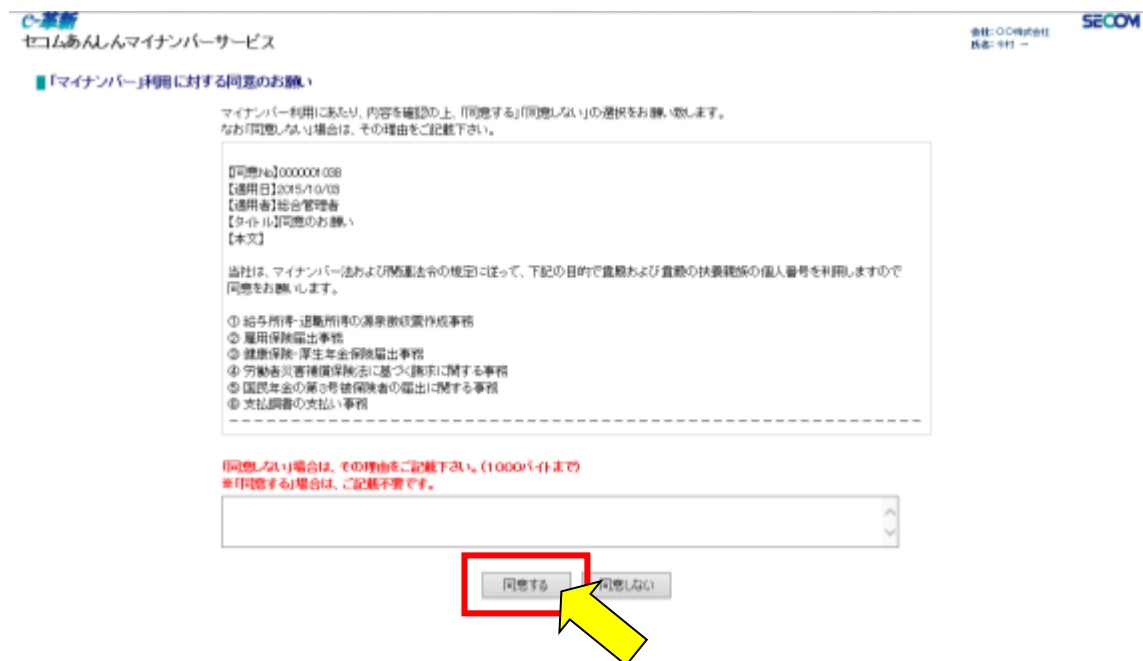 e-革新
SECOM
セコムあんしんマイナンバーサービス
会社:〇〇株式会社
氏名:今村 一
■「マイナンバー」利用に対する同意のお願い
マイナンバー利用にあたり、内容を確認の上、「同意する」「同意しない」の選択をお願い致します。
なお「同意しない」場合は、その理由をご記載下さい。
【同意No】0000001038
【適用日】2015/10/03
【適用者】総合管理者
【タイトル】同意のお願い
【本文】
当社は、マイナンバー法および関連法令の規定に従って、下記の目的で貴殿および貴殿の扶養親族の個人番号を利用しますので
同意をお願いします。
① 給与所得・退職所得の源泉徴収票作成事務
② 雇用保険届出事務
③ 健康保険・厚生年金保険届出事務
④ 労働者災害補償保険法に基づく請求に関する事務
⑤ 国民年金の第3号被保険者の届出に関する事務
⑥ 支払調書の支払い事務
「同意しない」場合は、その理由をご記載下さい。(1000バイトまで)
※「同意する」場合は、ご記載不要です。
同意する
同意しない